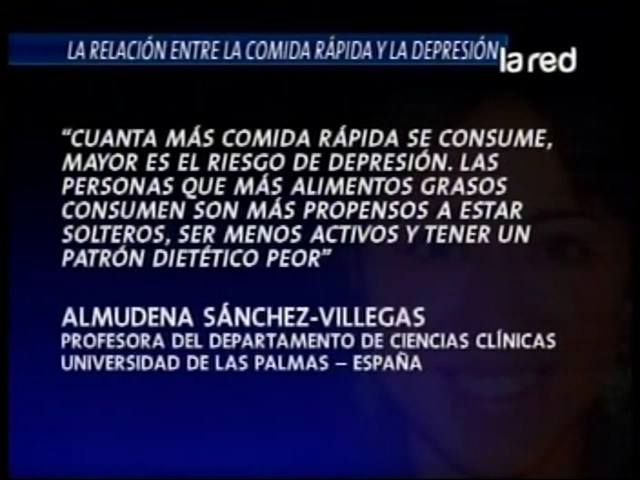 LA RELACIÓN ENTRE LA COMIDA RÁPIDA Y LA DEPRESIÓN
la red
“CUANTA MÁS COMIDA RÁPIDA SE CONSUME,
MAYOR ES EL RIESGO DE DEPRESIÓN. LAS
PERSONAS QUE MÁS ALIMENTOS GRASOS
CONSUMEN SON MÁS PROPENSOS A ESTAR
SOLTEROS, SER MENOS ACTIVOS Y TENER UN
PATRÓN DIETÉTICO PEOR”
ALMUDENA SÁNCHEZ-VILLEGAS
PROFESORA DEL DEPARTAMENTO DE CIENCIAS CLÍNICAS
UNIVERSIDAD DE LAS PALMAS – ESPAÑA